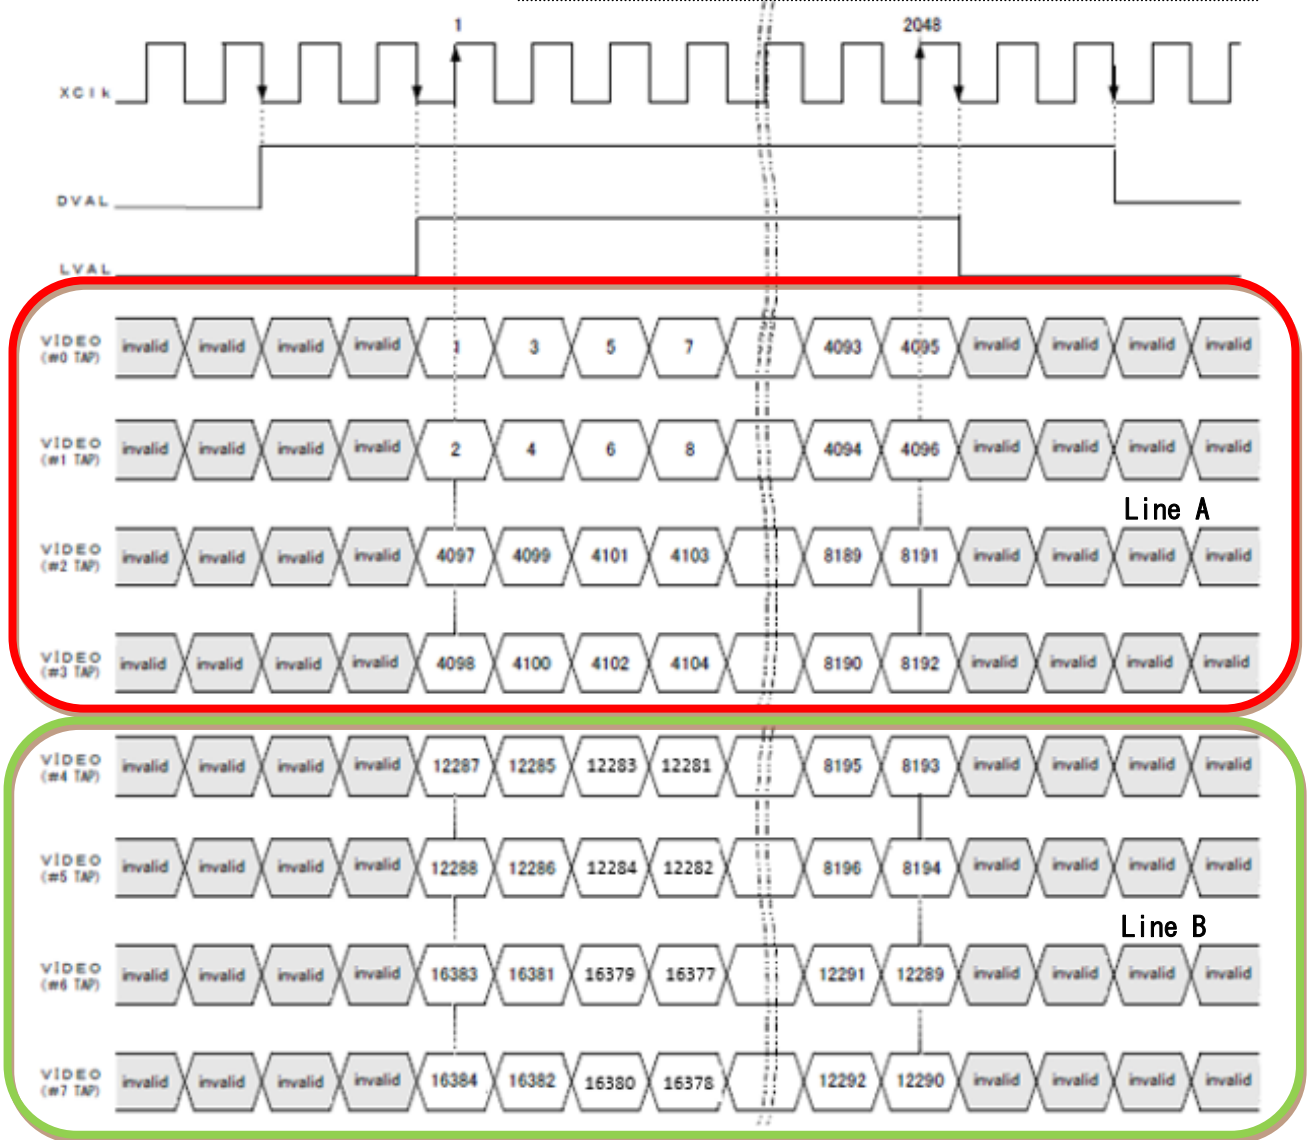 1 2048
XClk
DVAL
LVAL
VIDEO (#0 TAP) invalid invalid invalid invalid 1 3 5 7 4093 4095 invalid invalid invalid invalid
VIDEO (#1 TAP) invalid invalid invalid invalid 2 4 6 8 4094 4096 invalid invalid invalid invalid
Line A
VIDEO (#2 TAP) invalid invalid invalid invalid 4097 4099 4101 4103 8189 8191 invalid invalid invalid invalid
VIDEO (#3 TAP) invalid invalid invalid invalid 4098 4100 4102 4104 8190 8192 invalid invalid invalid invalid
VIDEO (#4 TAP) invalid invalid invalid invalid 12287 12285 12283 12281 8195 8193 invalid invalid invalid invalid
VIDEO (#5 TAP) invalid invalid invalid invalid 12288 12286 12284 12282 8196 8194 invalid invalid invalid invalid
Line B
VIDEO (#6 TAP) invalid invalid invalid invalid 16383 16381 16379 16377 12291 12289 invalid invalid invalid invalid
VIDEO (#7 TAP) invalid invalid invalid invalid 16384 16382 16380 16378 12292 12290 invalid invalid invalid invalid